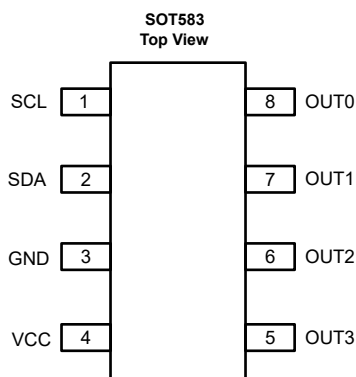 SOT583
Top View
SCL 1 8 OUT0
SDA 2 7 OUT1
GND 3 6 OUT2
VCC 4 5 OUT3